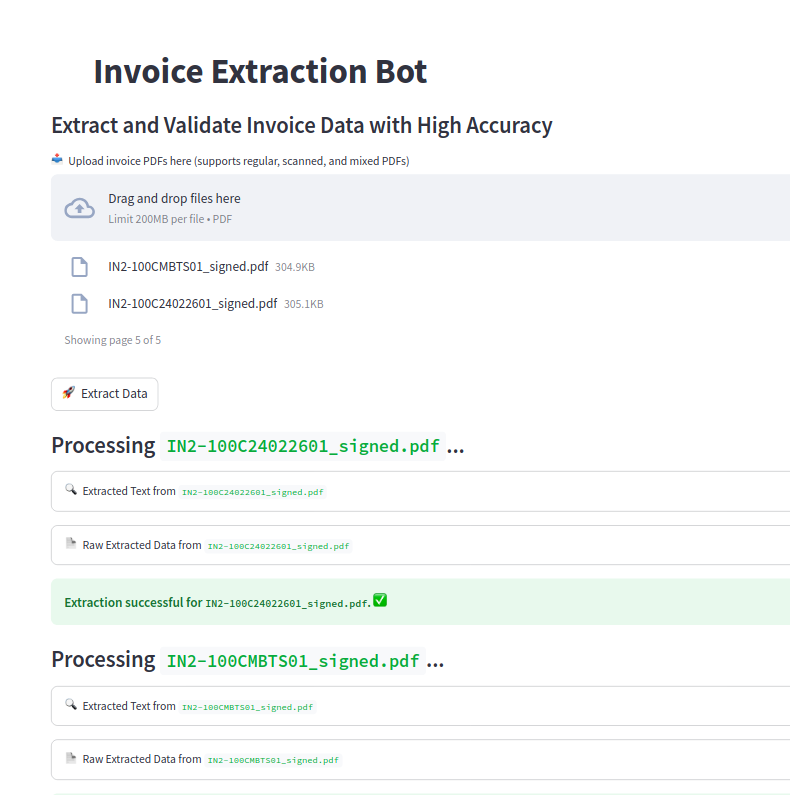 Invoice Extraction Bot
Extract and Validate Invoice Data with High Accuracy
Upload invoice PDFs here (supports regular, scanned, and mixed PDFs)
Drag and drop files here
Limit 200MB per file • PDF
IN2-100CMBTS01_signed.pdf 304.9KB
IN2-100C24022601_signed.pdf 305.1KB
Showing page 5 of 5
Extract Data
Processing IN2-100C24022601_signed.pdf ...
Extracted Text from IN2-100C24022601_signed.pdf
Raw Extracted Data from IN2-100C24022601_signed.pdf
Extraction successful for IN2-100C24022601_signed.pdf.
Processing IN2-100CMBTS01_signed.pdf ...
Extracted Text from IN2-100CMBTS01_signed.pdf
Raw Extracted Data from IN2-100CMBTS01_signed.pdf